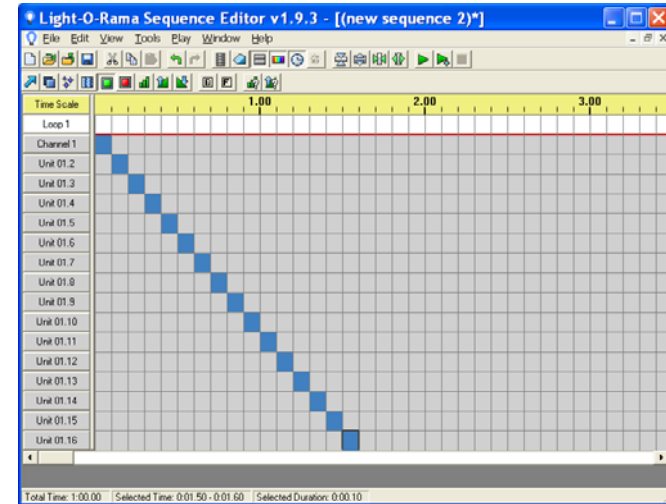 Light-O-Rama Sequence Editor v1.9.3 - [(new sequence 2)*]
File Edit View Tools Play Window Help
Time Scale 1.00 2.00 3.00
Loop 1
Channel 1
Unit 01.2
Unit 01.3
Unit 01.4
Unit 01.5
Unit 01.6
Unit 01.7
Unit 01.8
Unit 01.9
Unit 01.10
Unit 01.11
Unit 01.12
Unit 01.13
Unit 01.14
Unit 01.15
Unit 01.16
Total Time: 1:00.00 Selected Time: 0:01.50 - 0:01.60 Selected Duration: 0:00.10